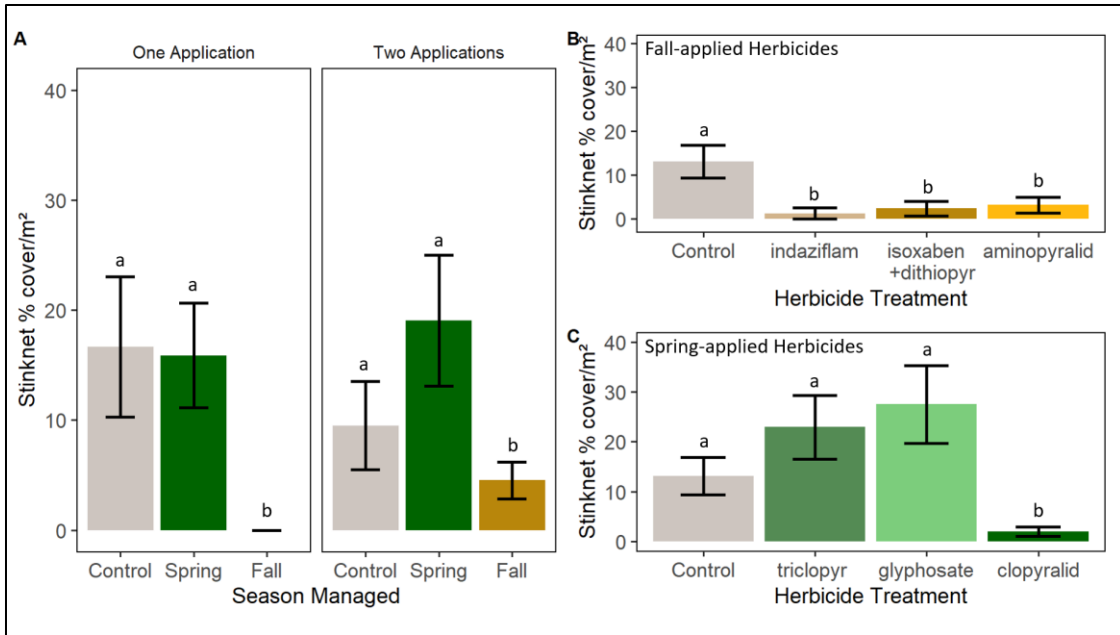 A
One Application
Two Applications
Stinknet % cover/m²
40
30
20
10
0
a
a
b
a
a
b
Control
Spring
Fall
Control
Spring
Fall
Season Managed
B
Fall-applied Herbicides
Stinknet % cover/m²
40
30
20
10
0
a
b
b
b
Control
indaziflam
isoxaben
+dithiopyr
aminopyralid
Herbicide Treatment
C
Spring-applied Herbicides
Stinknet % cover/m²
40
30
20
10
0
a
a
a
b
Control
triclopyr
glyphosate
clopyralid
Herbicide Treatment